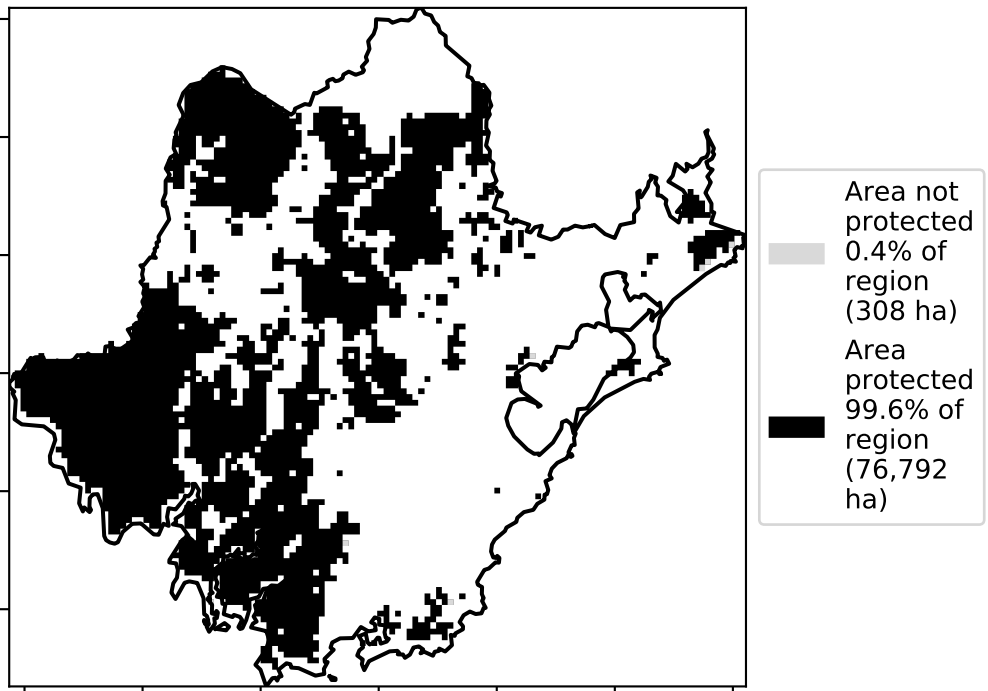 Area not
protected
0.4% of
region
(308 ha)
Area
protected
99.6% of
region
(76,792
ha)